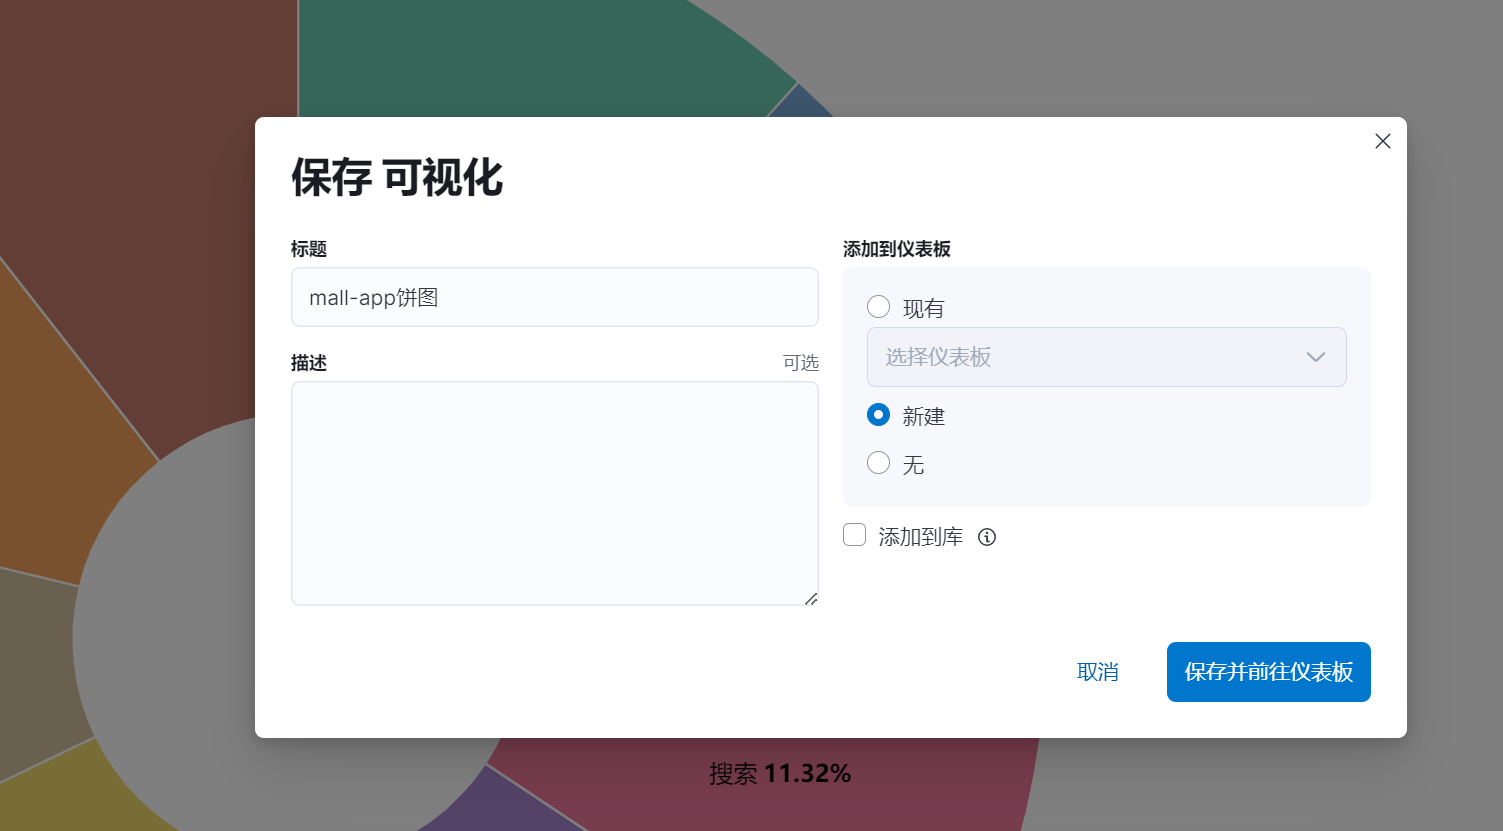 保存 可视化
标题
mall-app饼图
描述 可选
添加到仪表板
现有
选择仪表板
新建
无
添加到库
取消
保存并前往仪表板
搜索 11.32%